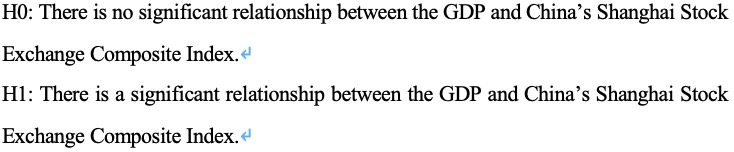 H0: There is no significant relationship between the GDP and China’s Shanghai Stock
Exchange Composite Index.↵
H1: There is a significant relationship between the GDP and China’s Shanghai Stock
Exchange Composite Index.↵